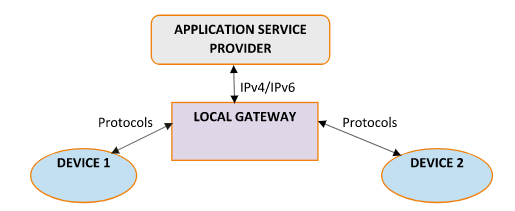 APPLICATION SERVICE
PROVIDER
IPv4/IPv6
LOCAL GATEWAY
Protocols
Protocols
DEVICE 1
DEVICE 2